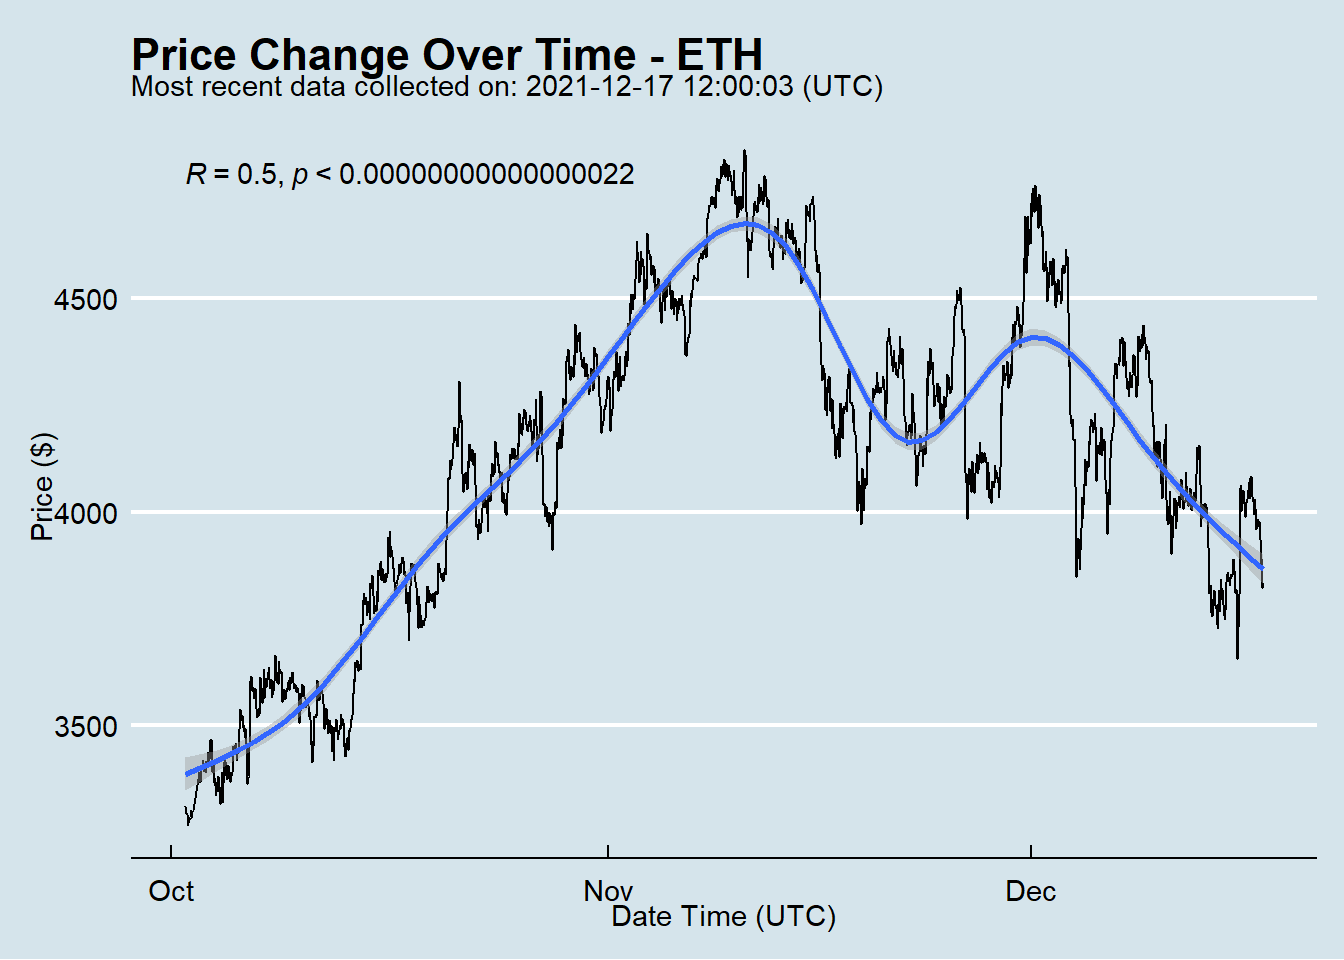 Price Change Over Time - ETH
Most recent data collected on: 2021-12-17 12:00:03 (UTC)
R = 0.5, p < 0.00000000000000022
4500
4000
3500
Price ($)
Oct
Nov
Dec
Date Time (UTC)